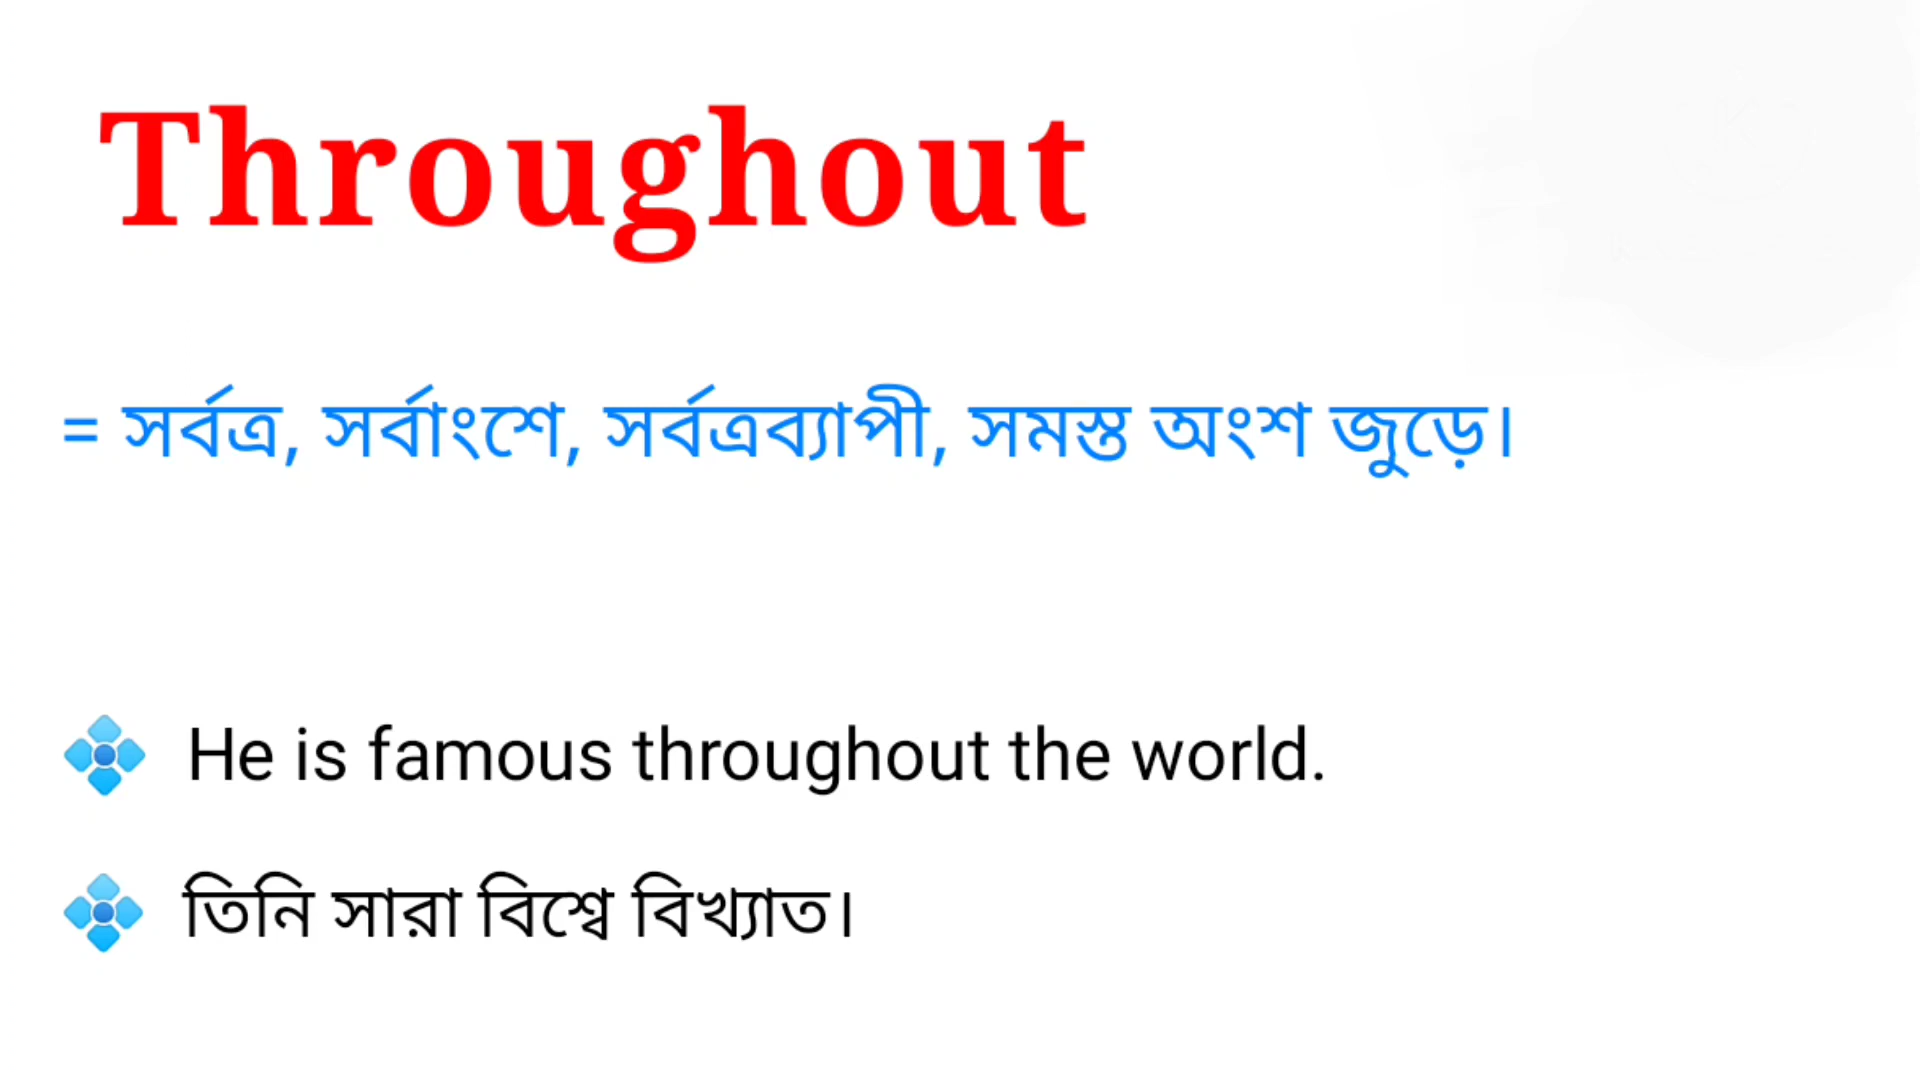 Throughout
= সর্বত্র, সর্বাংশে, সর্বত্রব্যাপী, সমস্ত অংশ জুড়ে।
He is famous throughout the world.
তিনি সারা বিশ্বে বিখ্যাত।